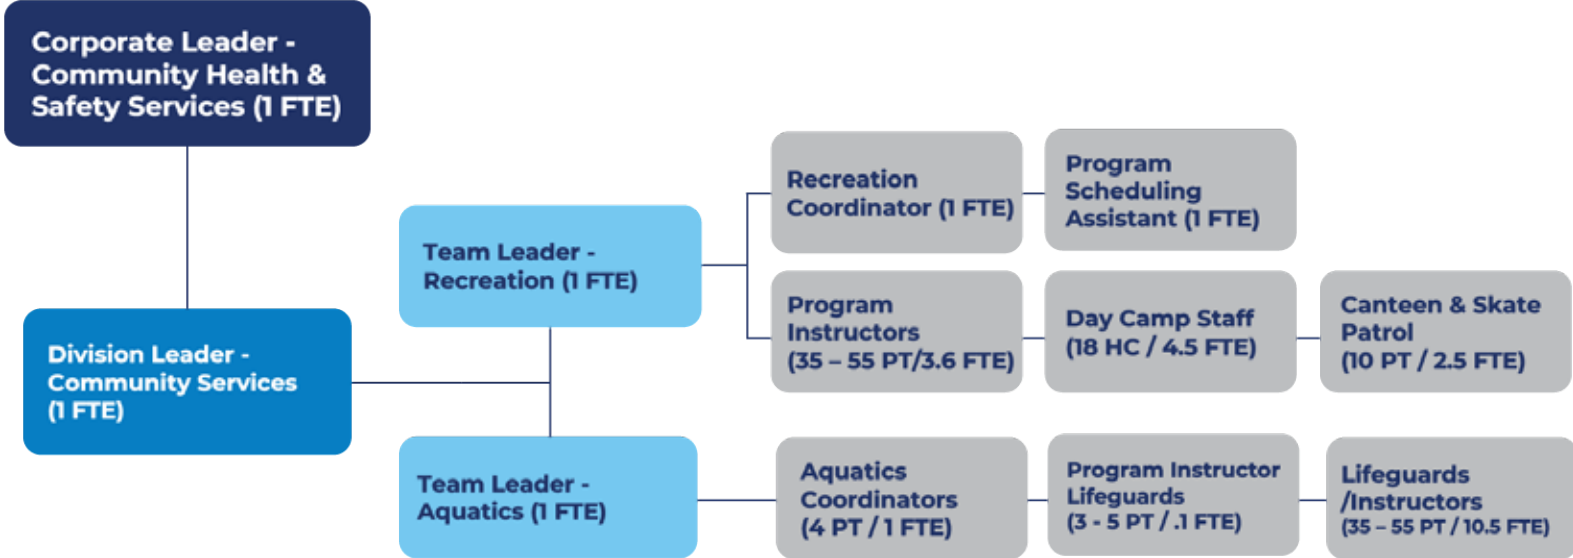 Corporate Leader -
Community Health &
Safety Services (1 FTE)
Division Leader -
Community Services
(1 FTE)
Team Leader -
Recreation (1 FTE)
Recreation
Coordinator (1 FTE)
Program
Scheduling
Assistant (1 FTE)
Program
Instructors
(35 – 55 PT/3.6 FTE)
Day Camp Staff
(18 HC / 4.5 FTE)
Canteen & Skate
Patrol
(10 PT / 2.5 FTE)
Team Leader -
Aquatics (1 FTE)
Aquatics
Coordinators
(4 PT / 1 FTE)
Program Instructor
Lifeguards
(3 - 5 PT / .1 FTE)
Lifeguards
/Instructors
(35 – 55 PT / 10.5 FTE)